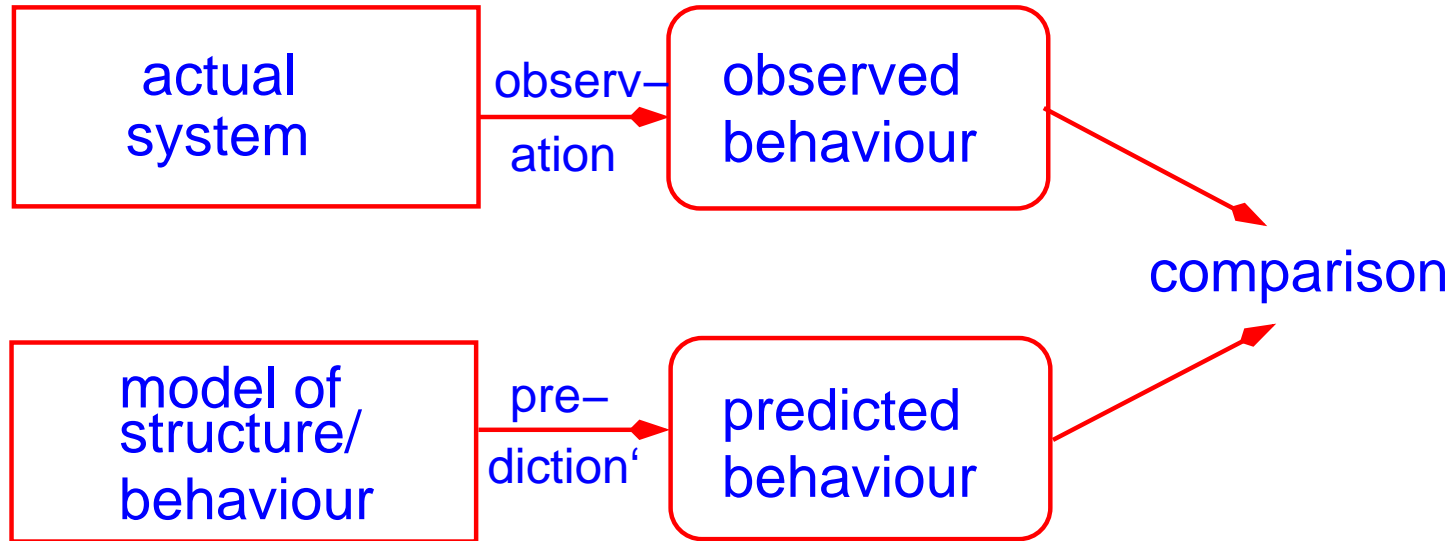 actual
system
observ–
ation
observed
behaviour
comparison
model of
structure/
behaviour
pre–
diction‘
predicted
behaviour